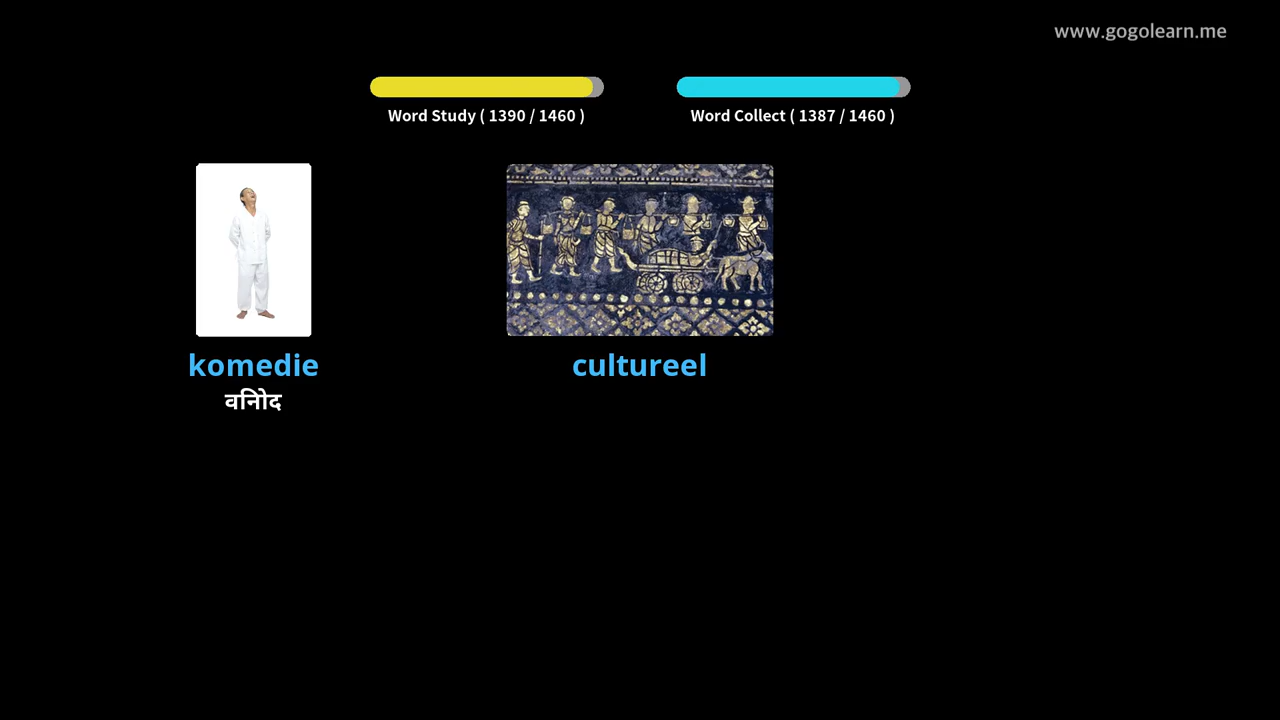 www.gogolearn.me
Word Study ( 1390 / 1460 )
Word Collect ( 1387 / 1460 )
komedie
विनोद
cultureel